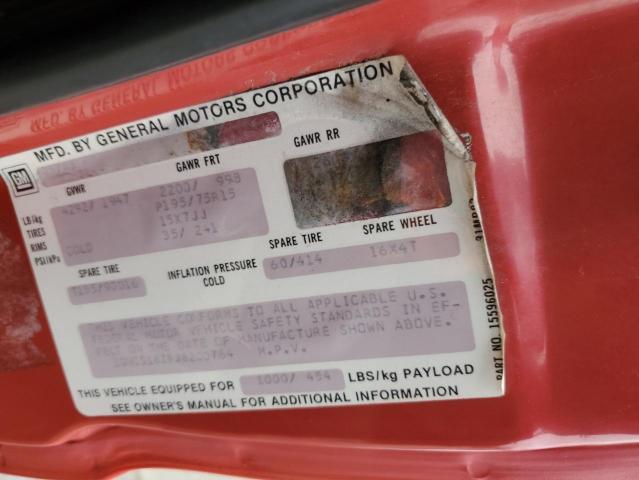 MFD. BY GENERAL MOTORS CORPORATION
GM
GVWR GAWR FRT GAWR RR
LB/kg 4292/ 1947 2200/ 998
TIRES P195/75R15
RIMS 15X7JJ
PSI/kPa COLD 35/ 241
SPARE TIRE INFLATION PRESSURE COLD SPARE TIRE SPARE WHEEL
60/414 16X4T
THIS VEHICLE CONFORMS TO ALL APPLICABLE U.S.
FEDERAL MOTOR VEHICLE SAFETY STANDARDS IN EF-
FECT ON THE DATE OF MANUFACTURE SHOWN ABOVE.
M.P.V.
THIS VEHICLE EQUIPPED FOR 1000/ 454 LBS/kg PAYLOAD
SEE OWNER'S MANUAL FOR ADDITIONAL INFORMATION
PART NO. 15596025